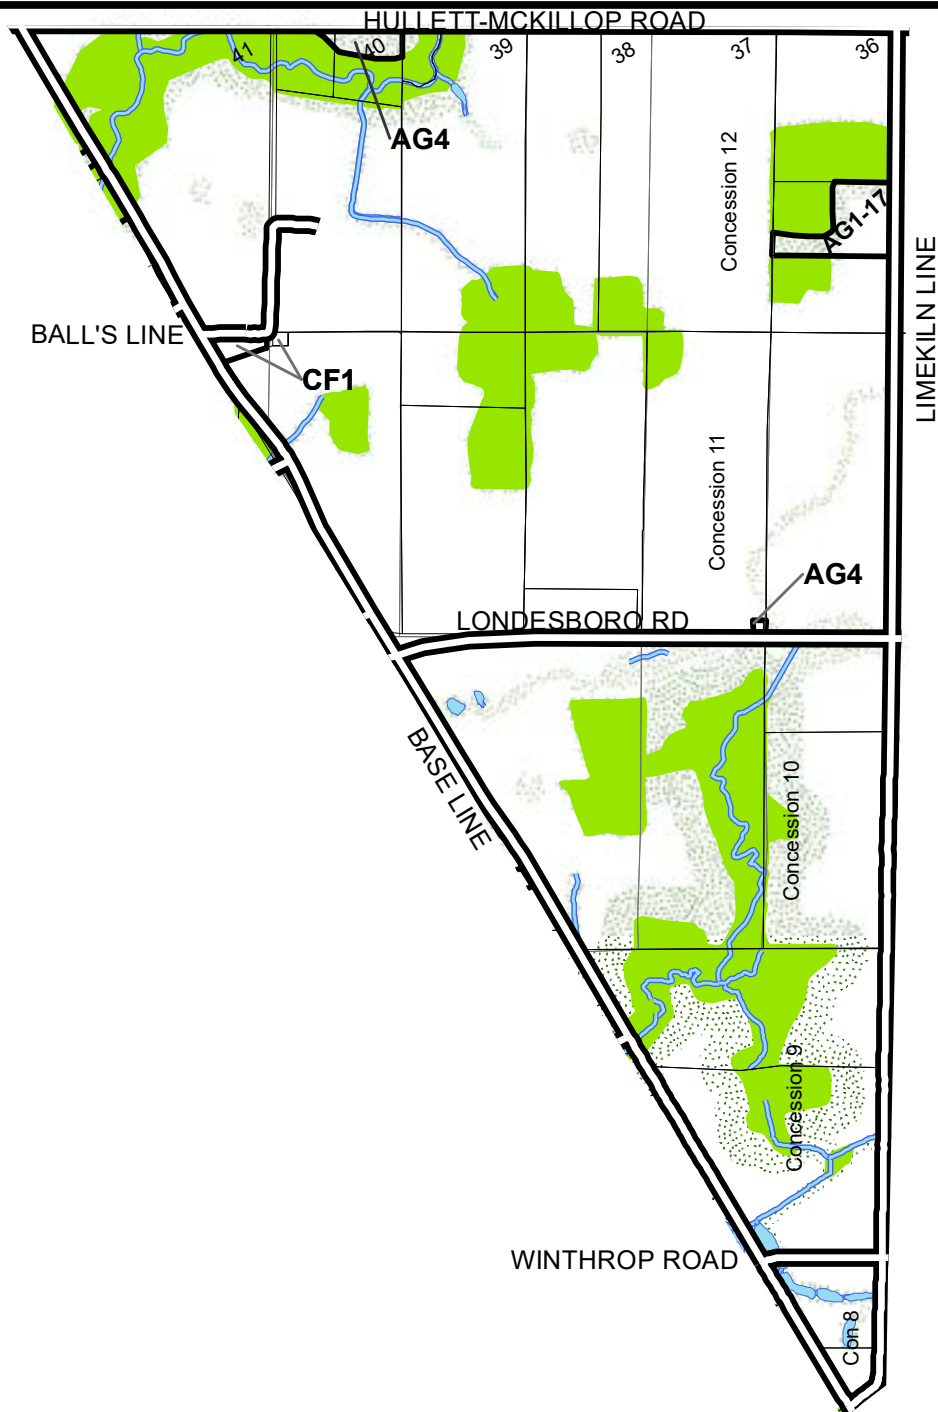 HULLETT-MCKILLOP ROAD
41
40
39
38
37
36
AG4
Concession 12
AG1-17
LIMEKILN LINE
BALL'S LINE
CF1
Concession 11
AG4
LONDESBORO RD
BASE LINE
Concession 10
Concession 9
WINTHROP ROAD
Con 8